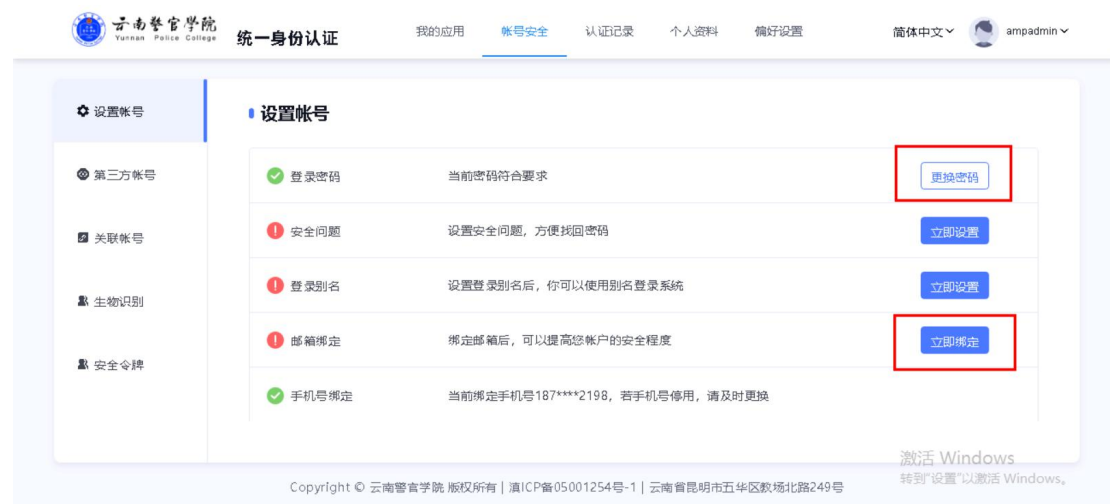 云南警官学院
Yunnan Police College
统一身份认证
我的应用 帐号安全 认证记录 个人资料 偏好设置
简体中文 ampadmin
设置帐号
第三方帐号
关联帐号
生物识别
安全令牌
设置帐号
登录密码 当前密码符合要求 更换密码
安全问题 设置安全问题，方便找回密码 立即设置
登录别名 设置登录别名后，你可以使用别名登录系统 立即设置
邮箱绑定 绑定邮箱后，可以提高您帐户的安全程度 立即绑定
手机号绑定 当前绑定手机号187****2198，若手机号停用，请及时更换
激活 Windows
转到"设置"以激活 Windows。
Copyright © 云南警官学院 版权所有 | 滇ICP备05001254号-1 | 云南省昆明市五华区教场北路249号